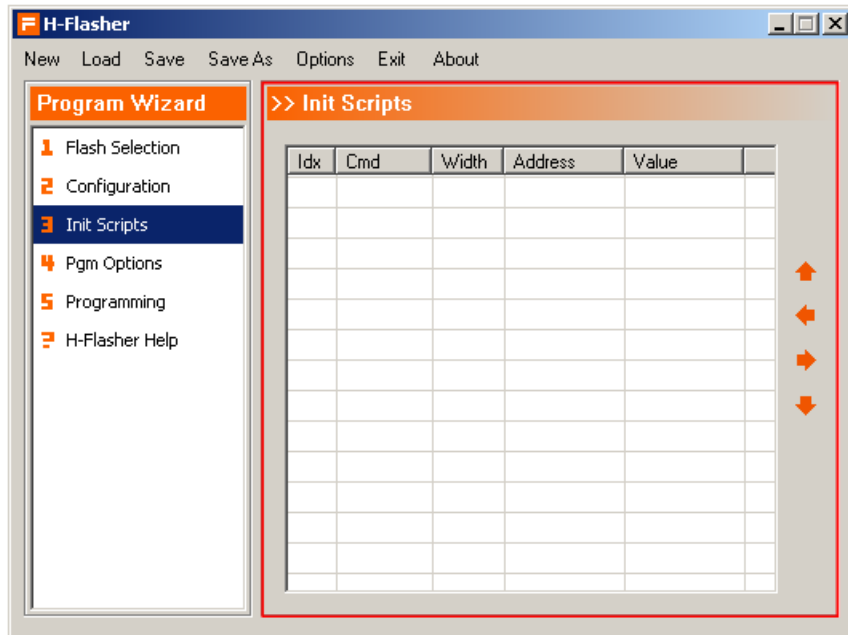 H-Flasher
New Load Save Save As Options Exit About
Program Wizard
1 Flash Selection
2 Configuration
3 Init Scripts
4 Pgm Options
5 Programming
? H-Flasher Help
>> Init Scripts
Idx Cmd Width Address Value